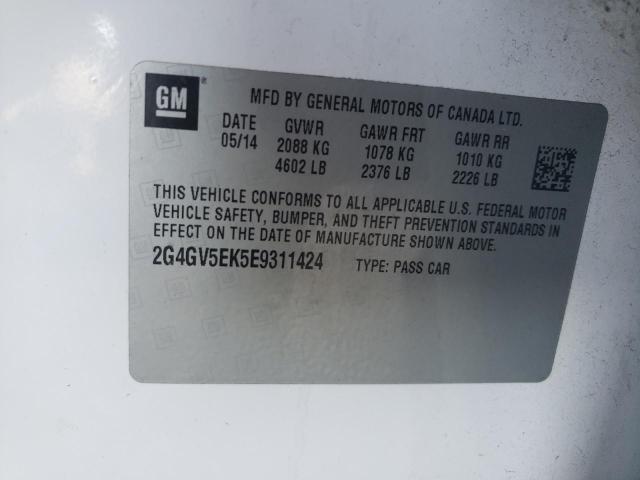 GM
MFD BY GENERAL MOTORS OF CANADA LTD.
DATE GVWR GAWR FRT GAWR RR
05/14 2088 KG 1078 KG 1010 KG
4602 LB 2376 LB 2226 LB
THIS VEHICLE CONFORMS TO ALL APPLICABLE U.S. FEDERAL MOTOR
VEHICLE SAFETY, BUMPER, AND THEFT PREVENTION STANDARDS IN
EFFECT ON THE DATE OF MANUFACTURE SHOWN ABOVE.
2G4GV5EK5E9311424 TYPE: PASS CAR